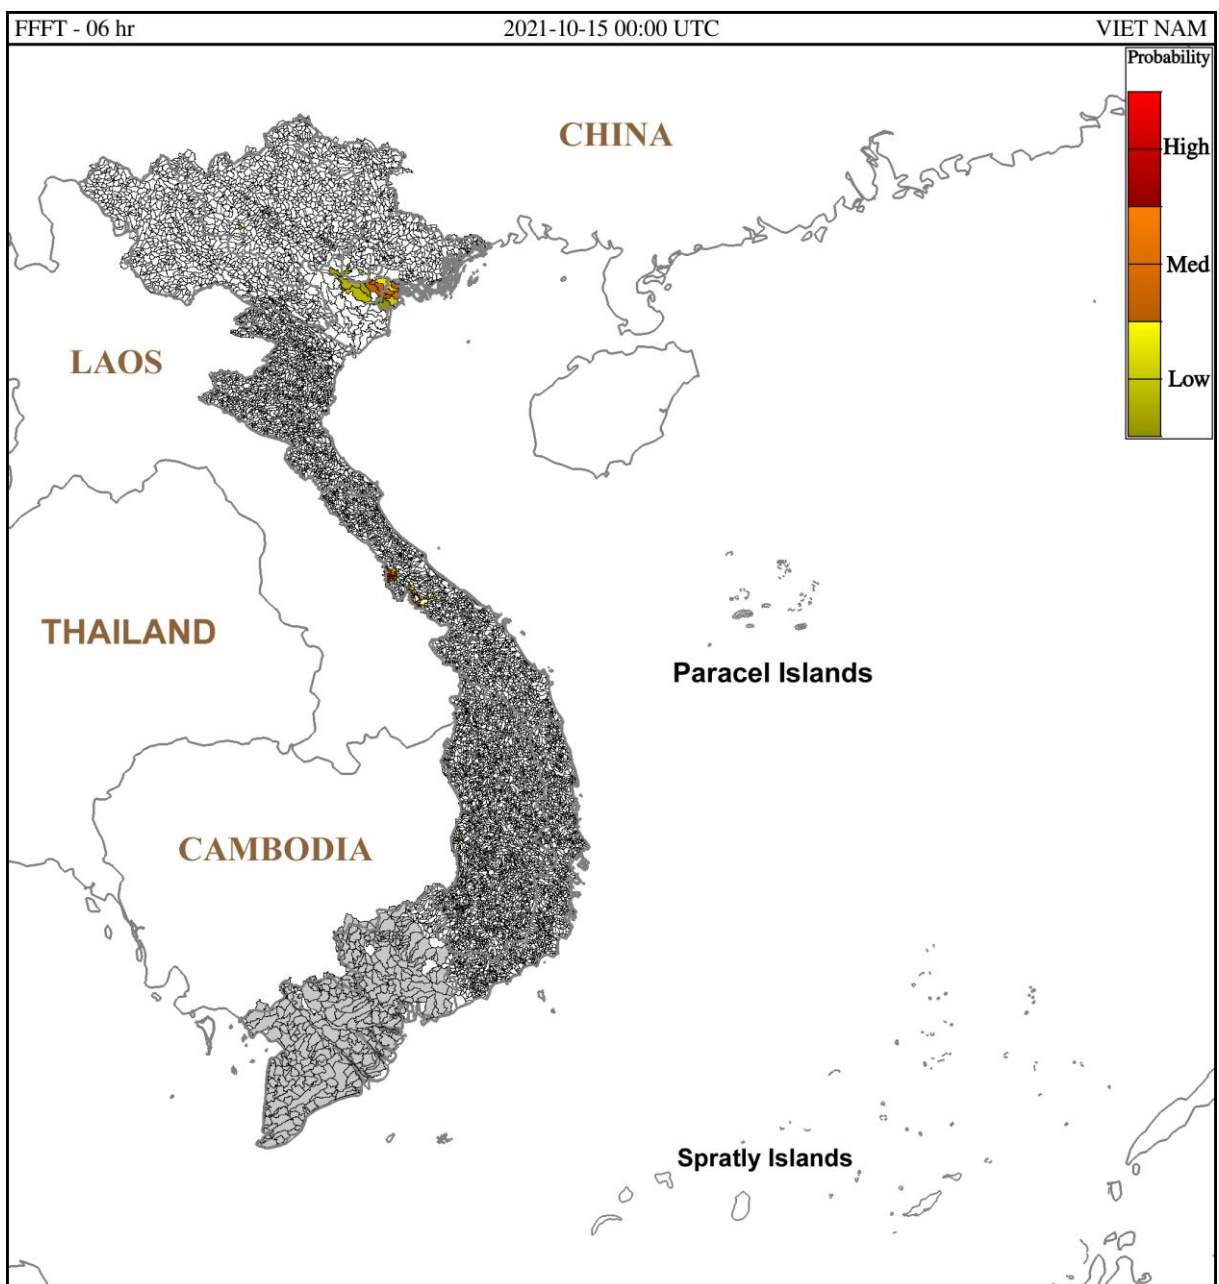 FFFT - 06 hr
2021-10-15 00:00 UTC
VIET NAM
Probability
CHINA
High
Med
LAOS
Low
THAILAND
Paracel Islands
CAMBODIA
Spratly Islands